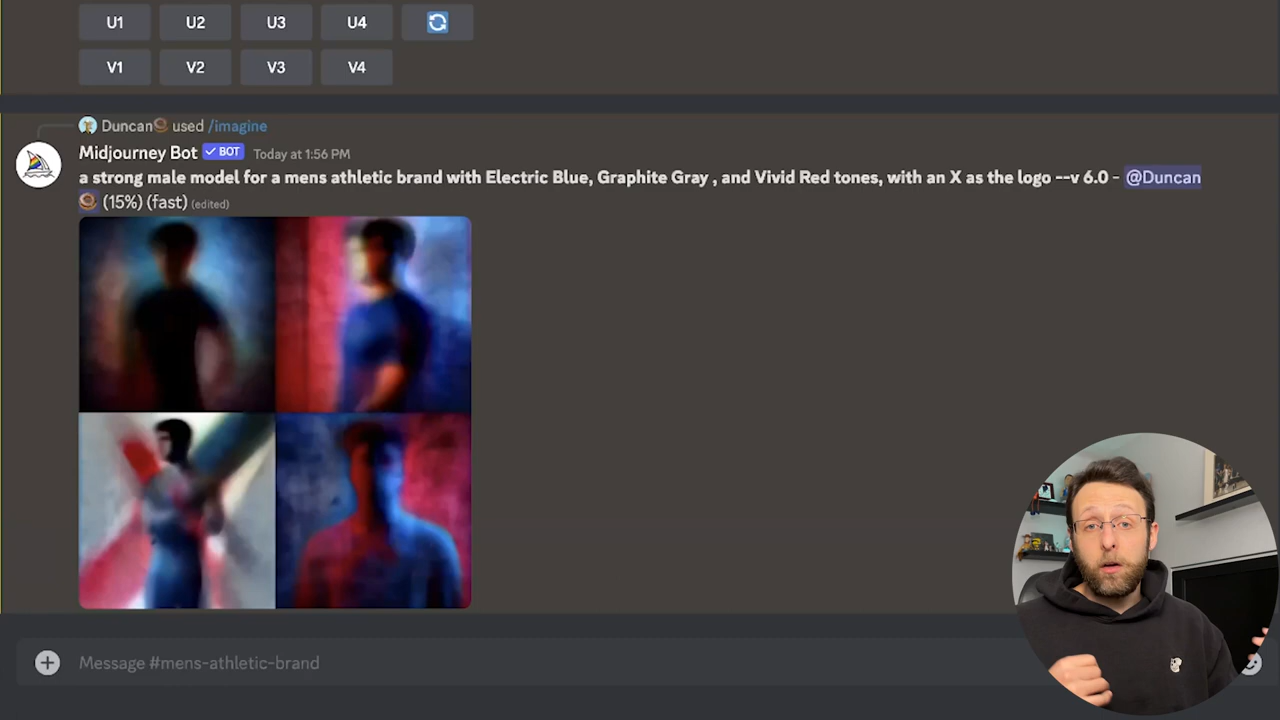 U1 U2 U3 U4
V1 V2 V3 V4
Duncan used /imagine
Midjourney Bot ✓ BOT Today at 1:56 PM
a strong male model for a mens athletic brand with Electric Blue, Graphite Gray , and Vivid Red tones, with an X as the logo --v 6.0 - @Duncan
(15%) (fast) (edited)
Message #mens-athletic-brand